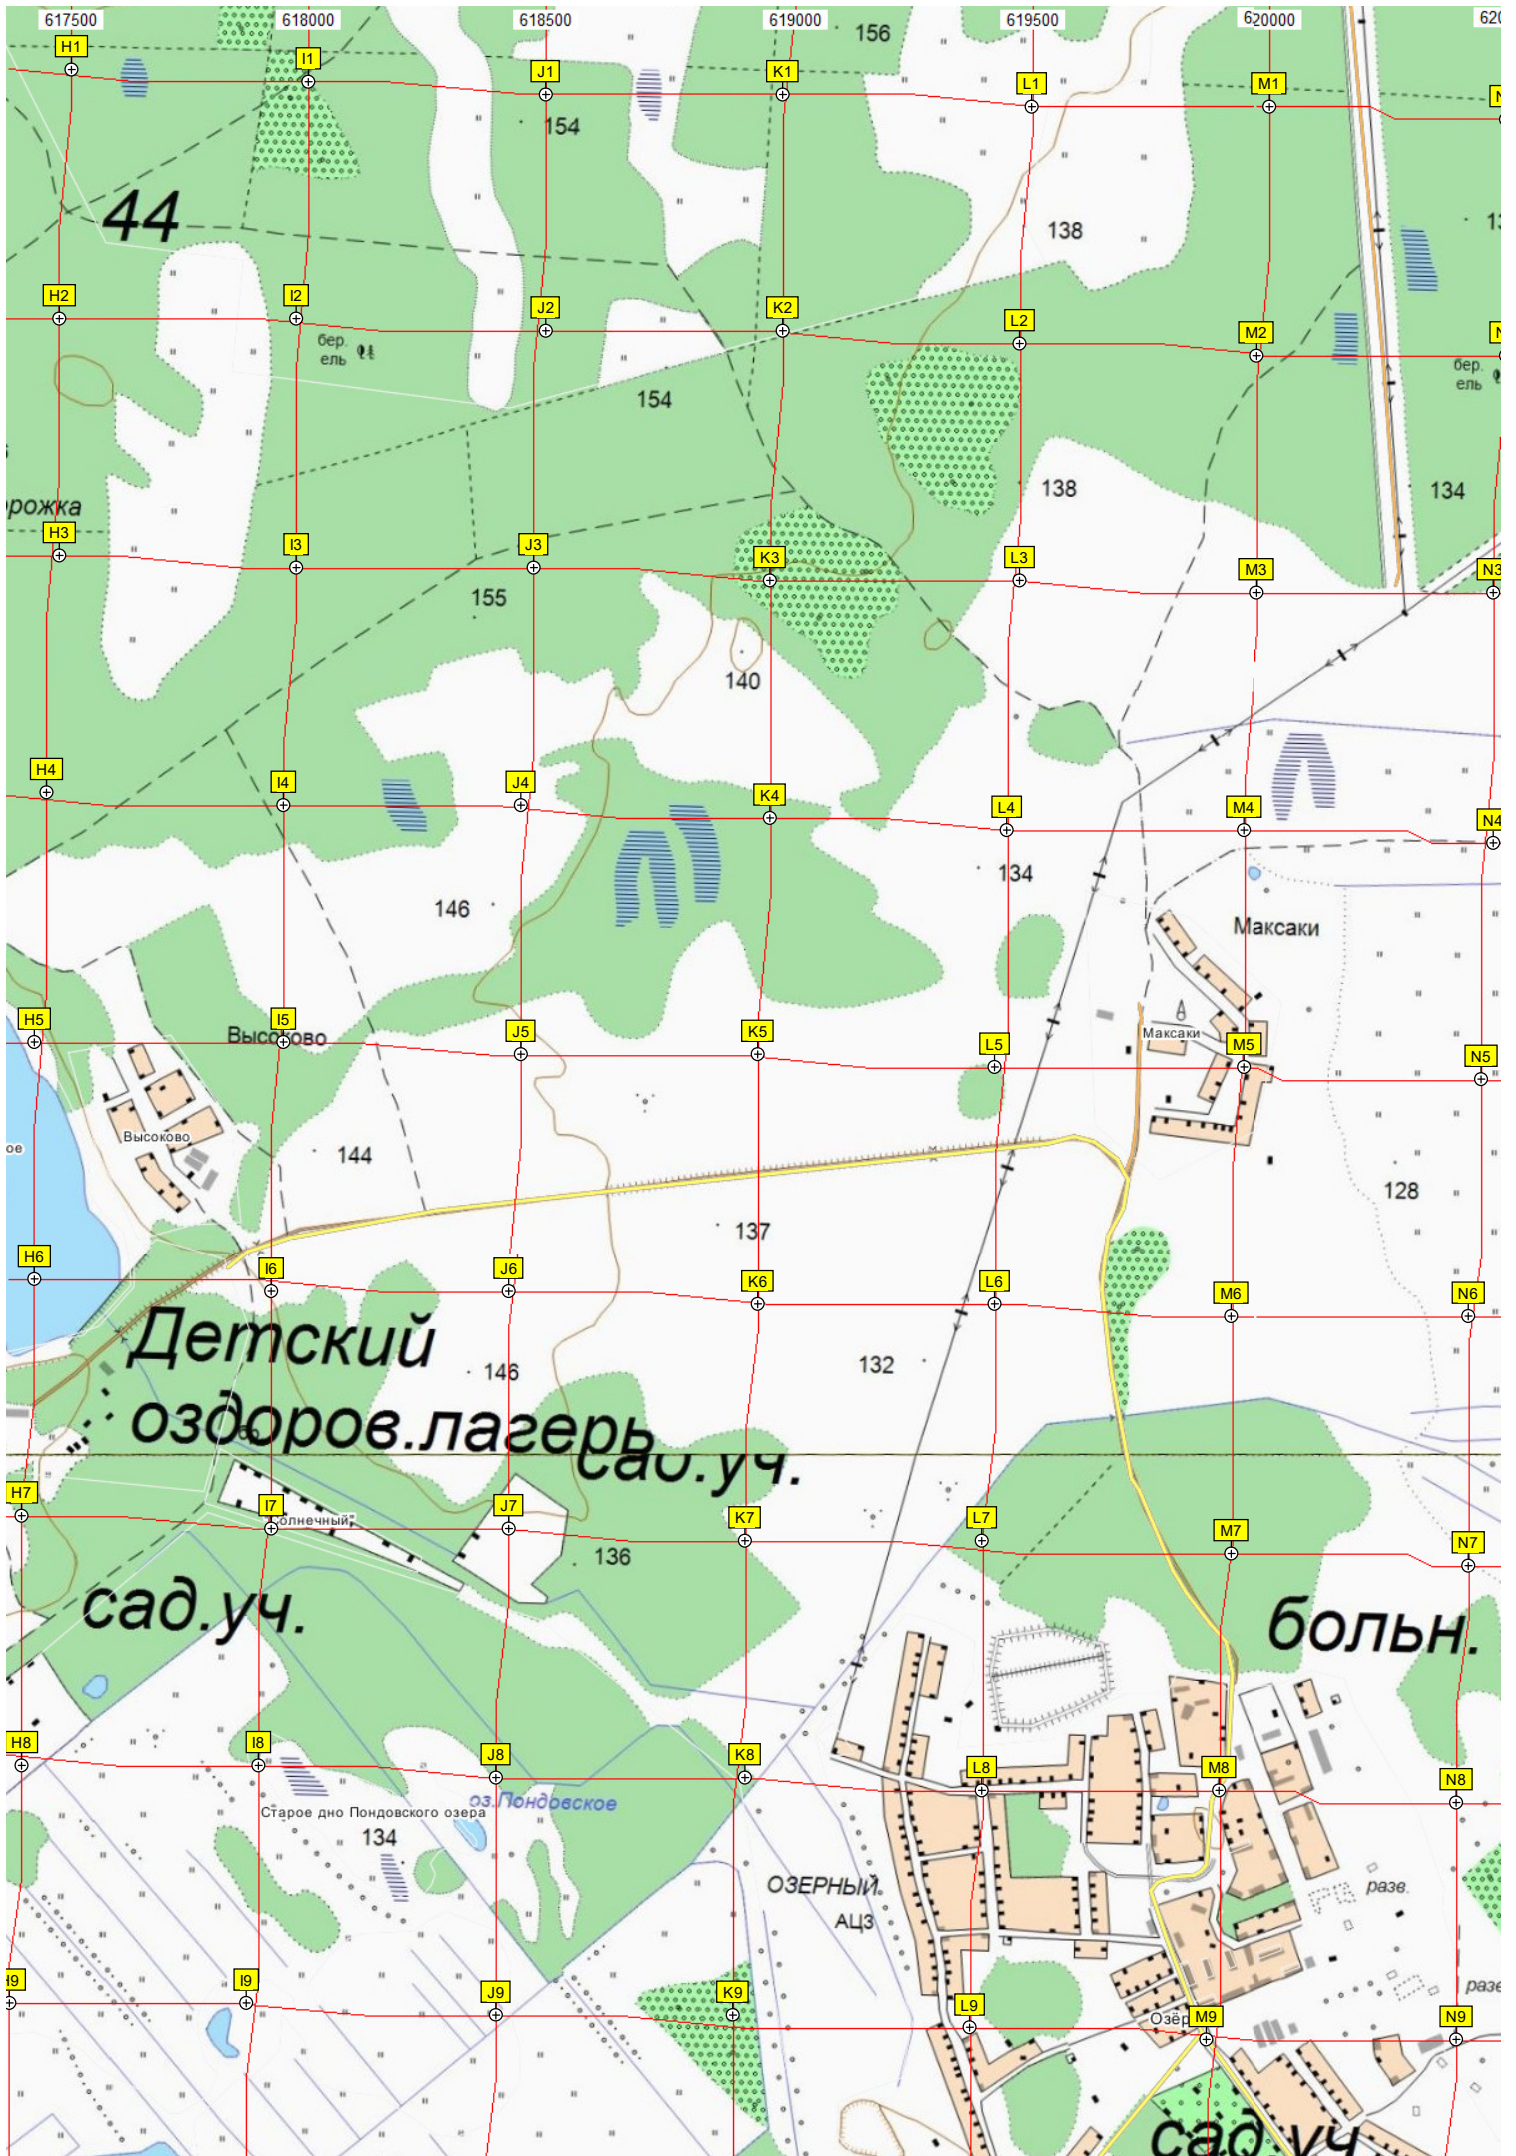 617500 618000 618500 619000 619500 620000
156
H1 I1 J1 K1 L1 M1
154
44
138
H2 I2 J2 K2 L2 M2
бер.
ель
бер.
ель
154
138
134
H3 I3 J3 K3 L3 M3 N3
155
140
H4 I4 J4 K4 L4 M4 N4
134
146
Максаки
H5 I5 J5 K5 L5 M5 N5
Высоково
Максаки
Высоково
144
128
137
H6 I6 J6 K6 L6 M6 N6
Детский
146
132
оздоров.лагерь
сад.уч.
H7 I7 J7 K7 L7 M7 N7
136
сад.уч.
больн.
H8 I8 J8 K8 L8 M8 N8
оз.Пондовское
Старое дно Пондовского озера
134
ОЗЕРНЫЙ
АЦЗ
разв.
I9 J9 K9 L9 M9 N9
сад.уч